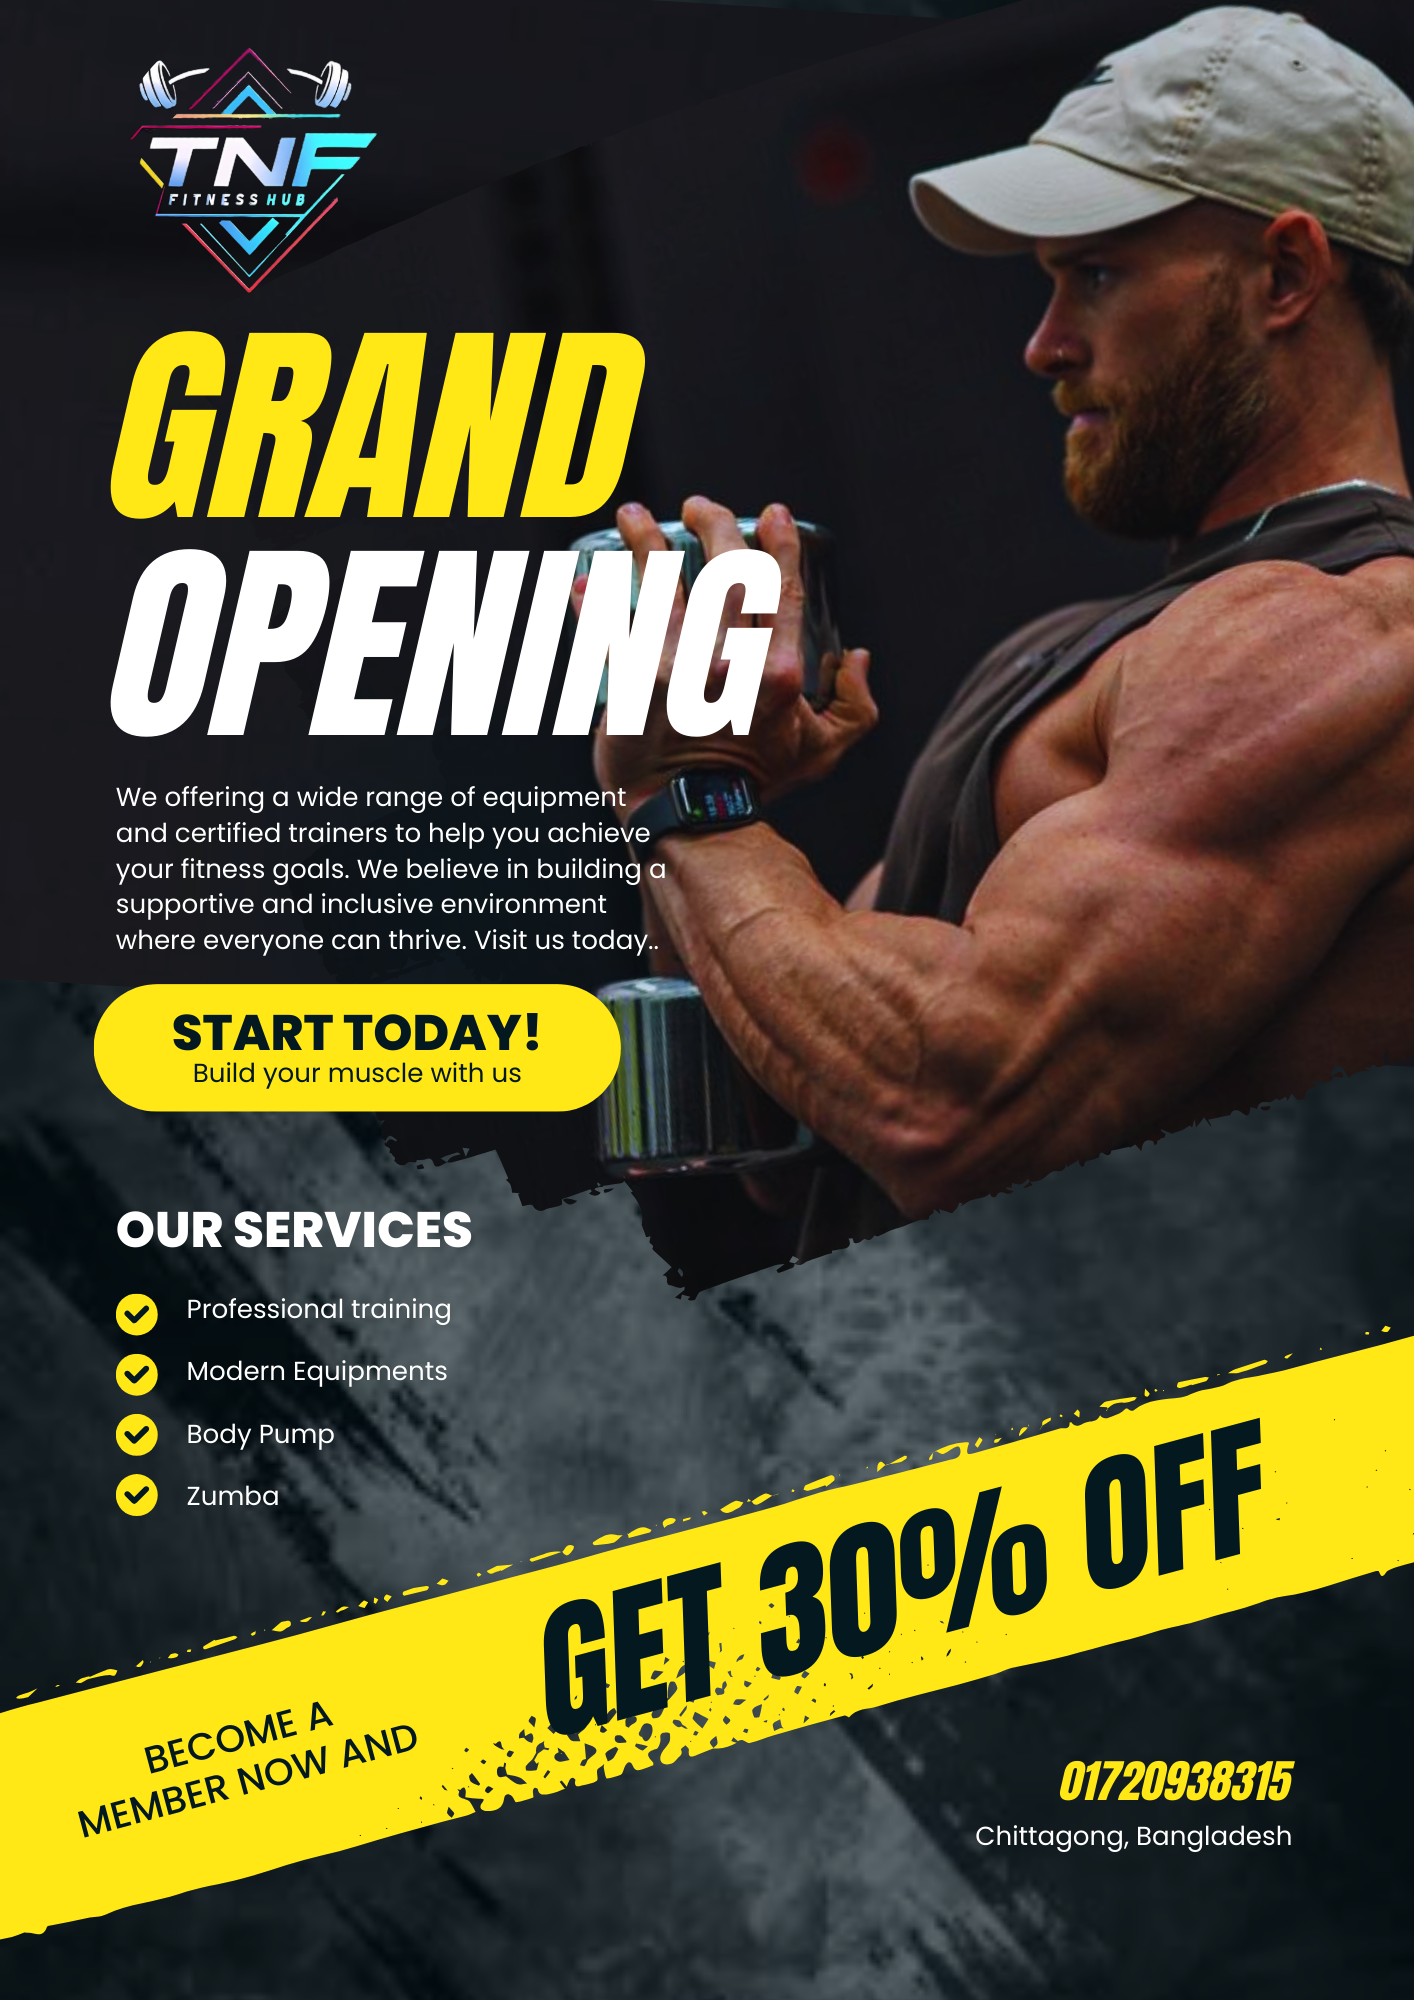 TNF
FITNESS HUB
GRAND
OPENING
We offering a wide range of equipment
and certified trainers to help you achieve
your fitness goals. We believe in building a
supportive and inclusive environment
where everyone can thrive. Visit us today..
START TODAY!
Build your muscle with us
OUR SERVICES
Professional training
Modern Equipments
Body Pump
Zumba
BECOME A
MEMBER NOW AND
GET 30% OFF
01720938315
Chittagong, Bangladesh